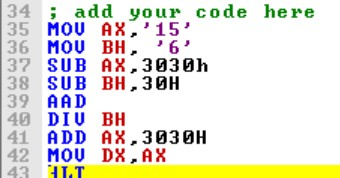 34 ; add your code here
35 MOV AX,'15'
36 MOV BH, '6'
37 SUB AX,3030h
38 SUB BH,30H
39 AAD
40 DIV BH
41 ADD AX,3030H
42 MOV DX,AX
43 HLT